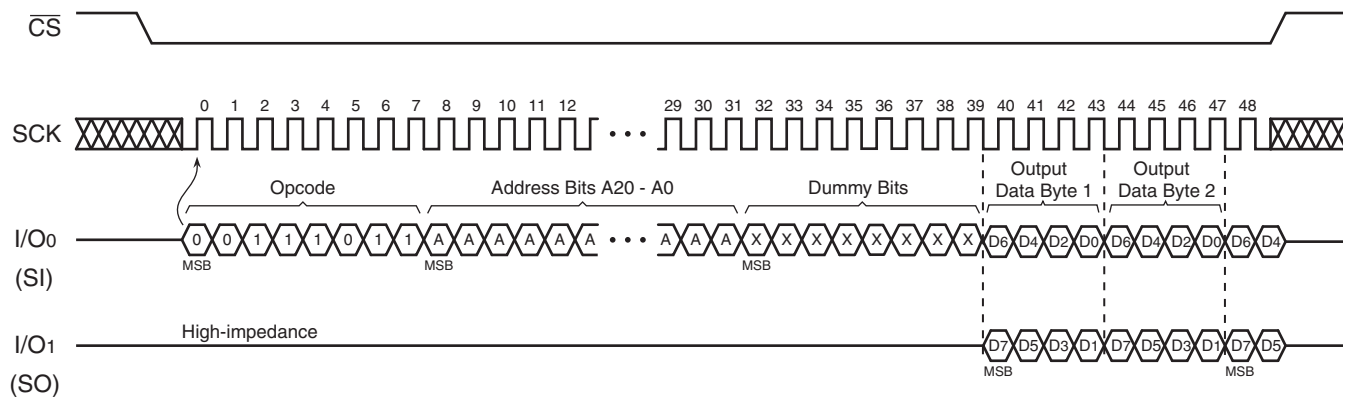 CS
0 1 2 3 4 5 6 7 8 9 10 11 12 29 30 31 32 33 34 35 36 37 38 39 40 41 42 43 44 45 46 47 48
SCK
Opcode Address Bits A20 - A0 Dummy Bits Output Data Byte 1 Output Data Byte 2
I/O0 0 0 1 1 1 0 1 1 A A A A A A A A A X X X X X X X X D6 D4 D2 D0 D6 D4 D2 D0 D6 D4
(SI) MSB MSB MSB
High-impedance
I/O1 D7 D5 D3 D1 D7 D5 D3 D1 D7 D5
(SO) MSB MSB